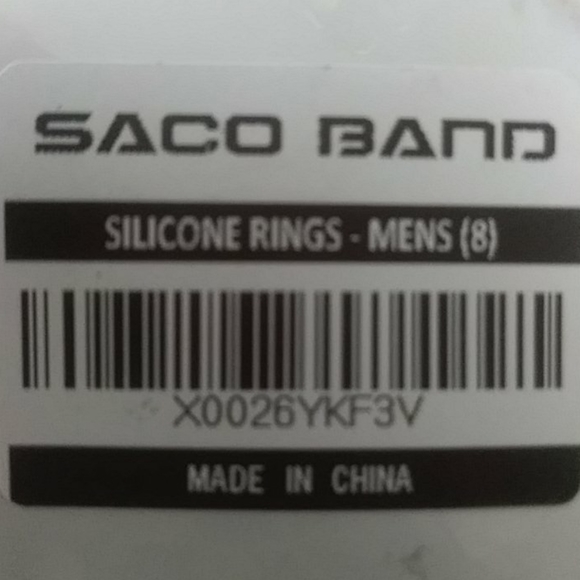 SACO BAND
SILICONE RINGS - MENS (8)
X0026YKF3V
MADE IN CHINA